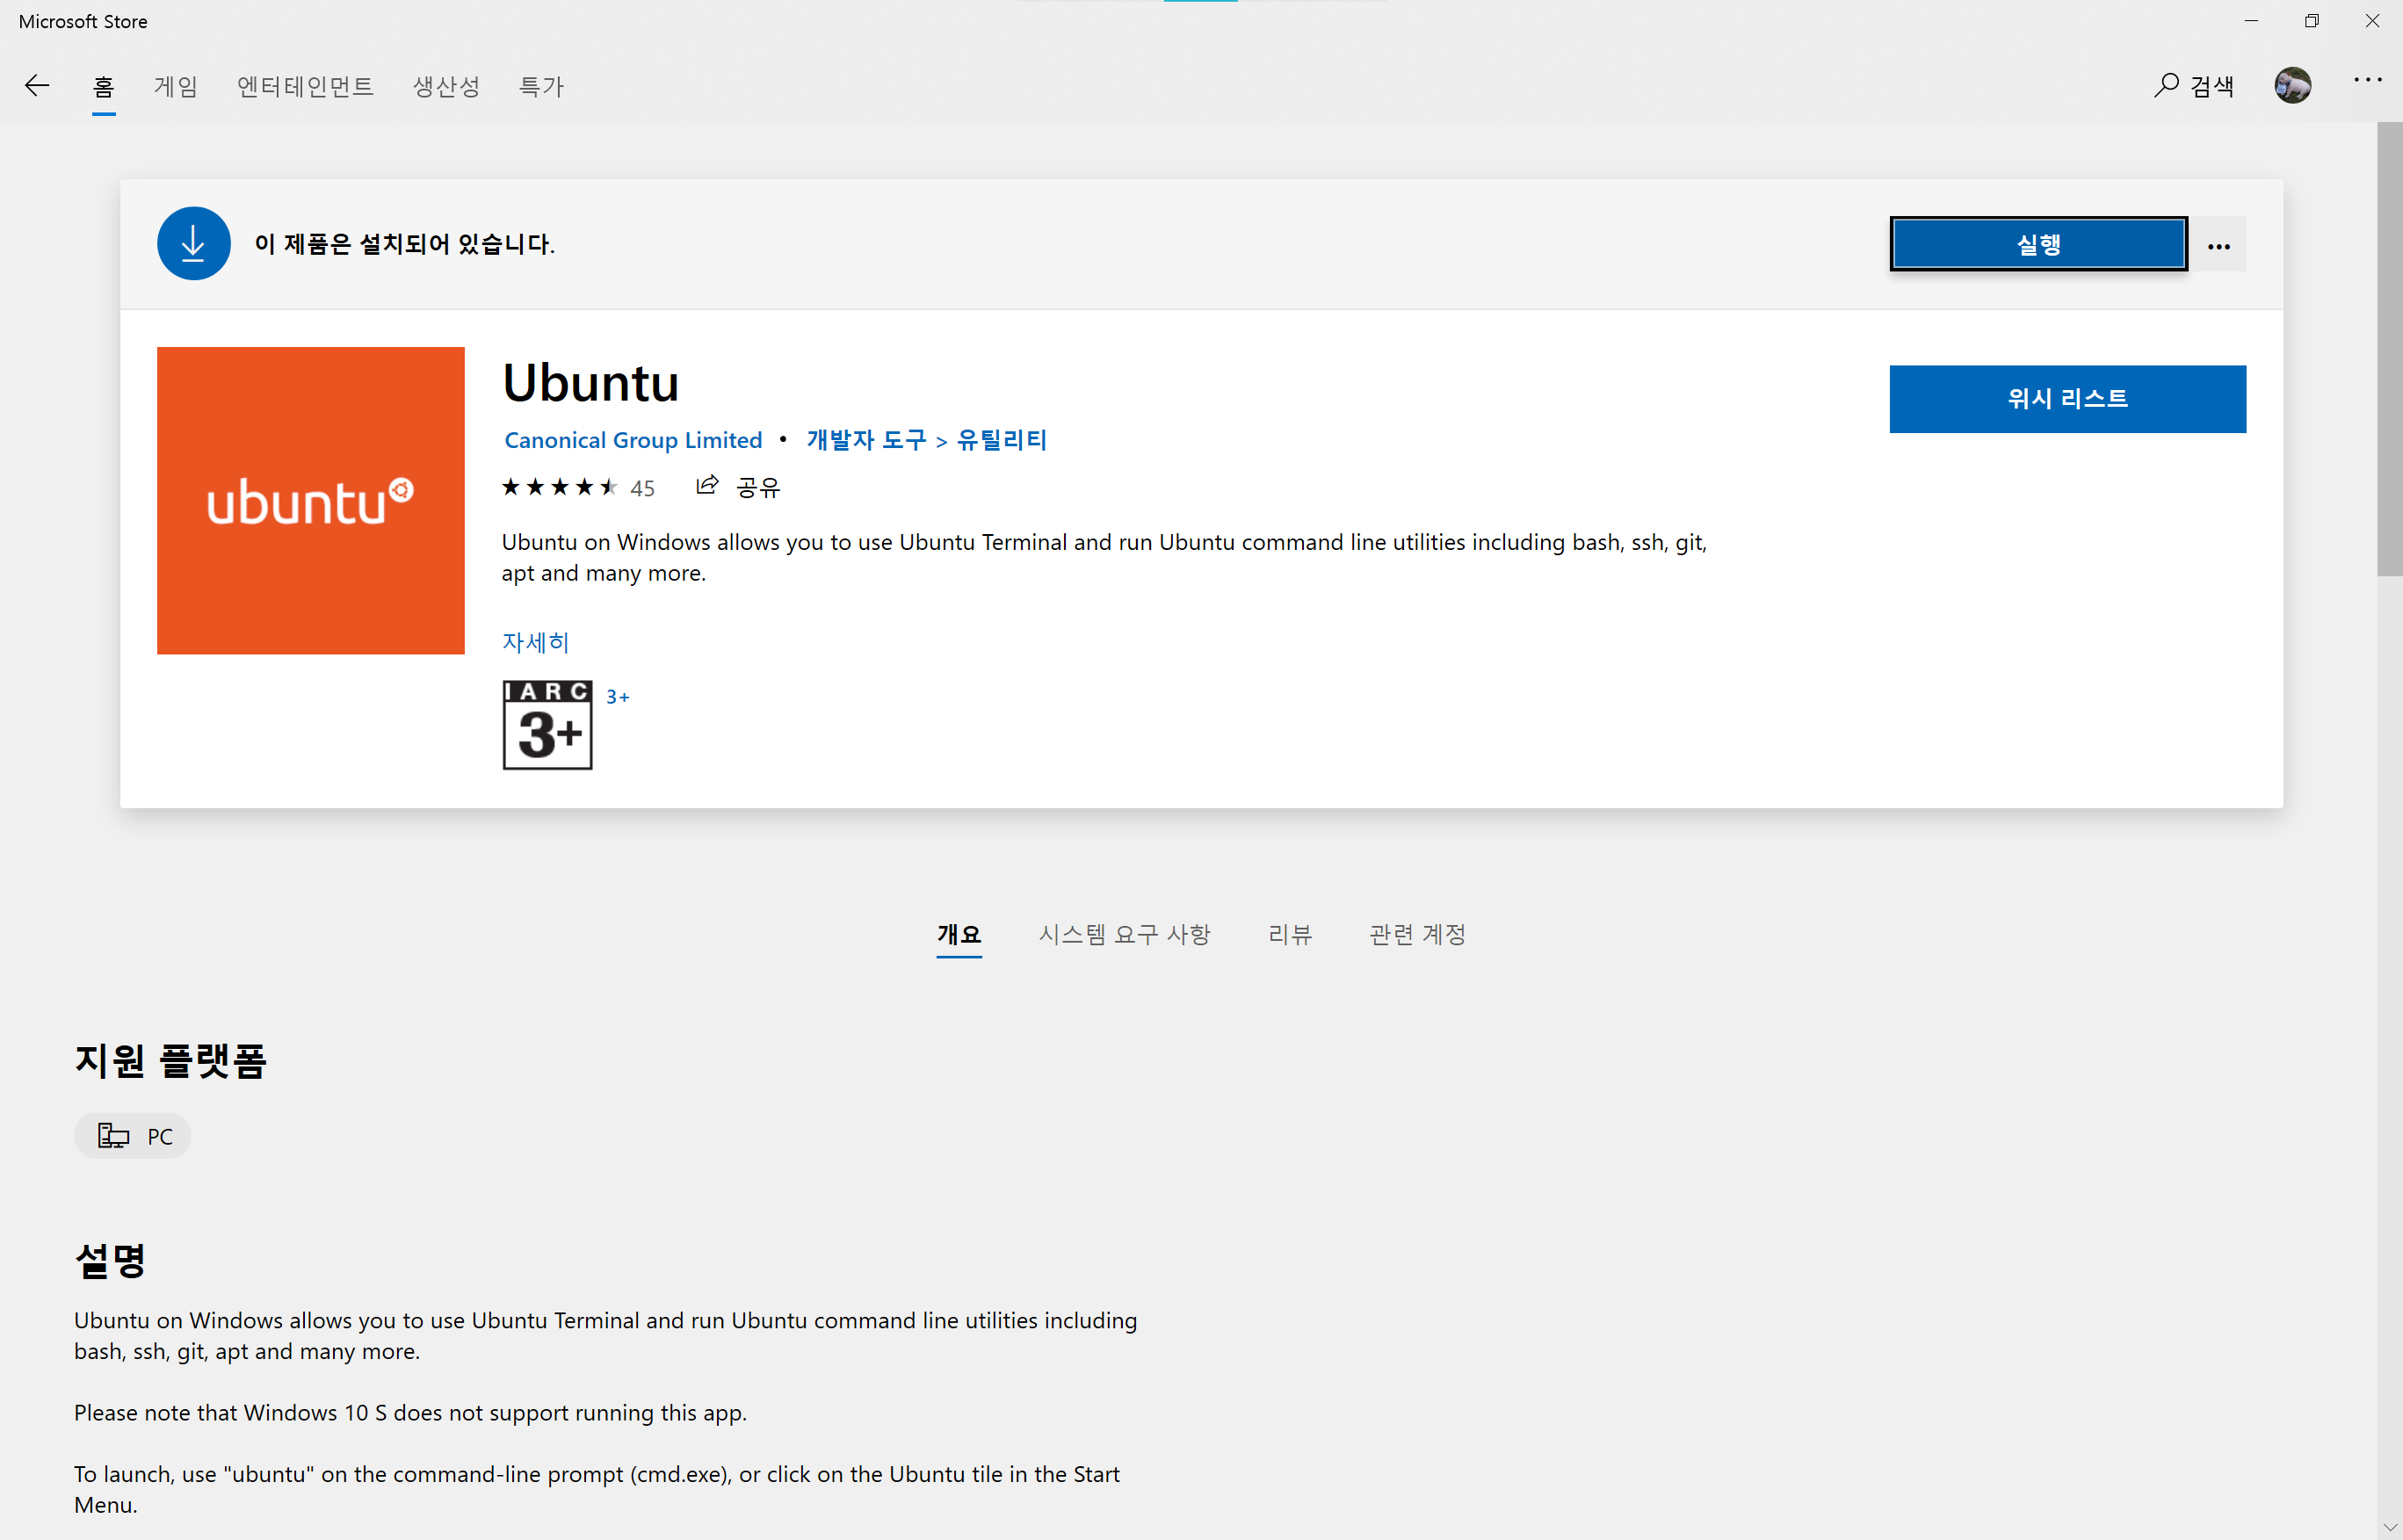 Microsoft Store
홈 게임 엔터테인먼트 생산성 특가 검색
이 제품은 설치되어 있습니다. 실행
ubuntu
Ubuntu
위시 리스트
Canonical Group Limited • 개발자 도구 > 유틸리티
45 공유
Ubuntu on Windows allows you to use Ubuntu Terminal and run Ubuntu command line utilities including bash, ssh, git,
apt and many more.
자세히
IARC
3+
3+
개요 시스템 요구 사항 리뷰 관련 계정
지원 플랫폼
PC
설명
Ubuntu on Windows allows you to use Ubuntu Terminal and run Ubuntu command line utilities including
bash, ssh, git, apt and many more.
Please note that Windows 10 S does not support running this app.
To launch, use "ubuntu" on the command-line prompt (cmd.exe), or click on the Ubuntu tile in the Start
Menu.